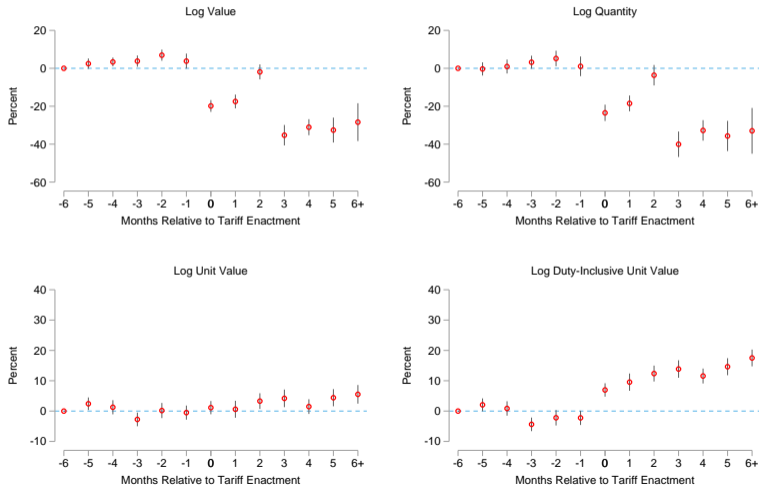 Log Value
Percent
20
0
-20
-40
-60
-6 -5 -4 -3 -2 -1 0 1 2 3 4 5 6+
Months Relative to Tariff Enactment
Log Quantity
Percent
20
0
-20
-40
-60
-6 -5 -4 -3 -2 -1 0 1 2 3 4 5 6+
Months Relative to Tariff Enactment
Log Unit Value
Percent
40
30
20
10
0
-10
-6 -5 -4 -3 -2 -1 0 1 2 3 4 5 6+
Months Relative to Tariff Enactment
Log Duty-Inclusive Unit Value
Percent
40
30
20
10
0
-10
-6 -5 -4 -3 -2 -1 0 1 2 3 4 5 6+
Months Relative to Tariff Enactment